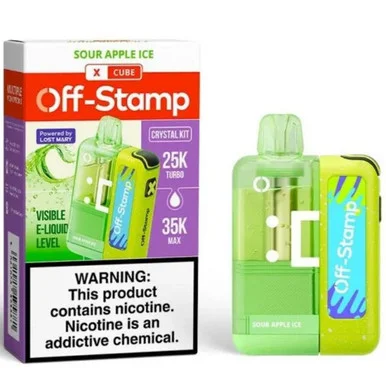 SOUR APPLE ICE
X CUBE
Off-Stamp
Powered by
LOST MARY
CRYSTAL KIT
25K
TURBO
35K
MAX
VISIBLE
E-LIQUID
LEVEL
Off-Stamp
WARNING:
This product
contains nicotine.
Nicotine is an
addictive chemical.
Off-Stamp
SOUR APPLE ICE